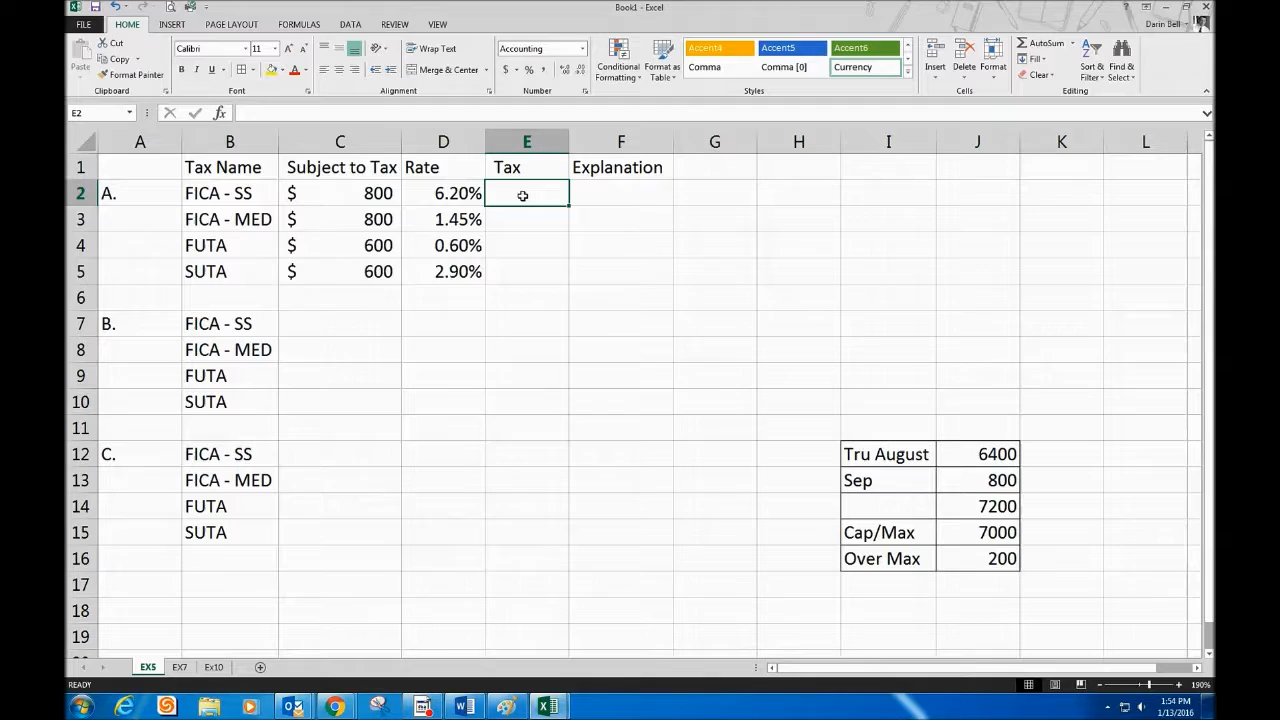 Book1 - Excel
FILE HOME INSERT PAGE LAYOUT FORMULAS DATA REVIEW VIEW Darin Bell
Cut
Copy
Format Painter
Paste
Clipboard
Calibri 11
B I U
A
Font
Wrap Text
Merge & Center
Alignment
Accounting
$ % ,
Number
Conditional Formatting
Format as Table
Accent4 Accent5 Accent6
Comma Comma [0] Currency
Styles
Insert Delete Format
Cells
AutoSum
Fill
Clear
Sort & Filter
Find & Select
Editing
E2 fx
A B C D E F G H I J K L
1 Tax Name Subject to Tax Rate Tax Explanation
2 A. FICA - SS $ 800 6.20%
3 FICA - MED $ 800 1.45%
4 FUTA $ 600 0.60%
5 SUTA $ 600 2.90%
6
7 B. FICA - SS
8 FICA - MED
9 FUTA
10 SUTA
11
12 C. FICA - SS Tru August 6400
13 FICA - MED Sep 800
14 FUTA 7200
15 SUTA Cap/Max 7000
16 Over Max 200
17
18
19
EX5 EX7 Ex10
READY 190%
1:54 PM
1/13/2016